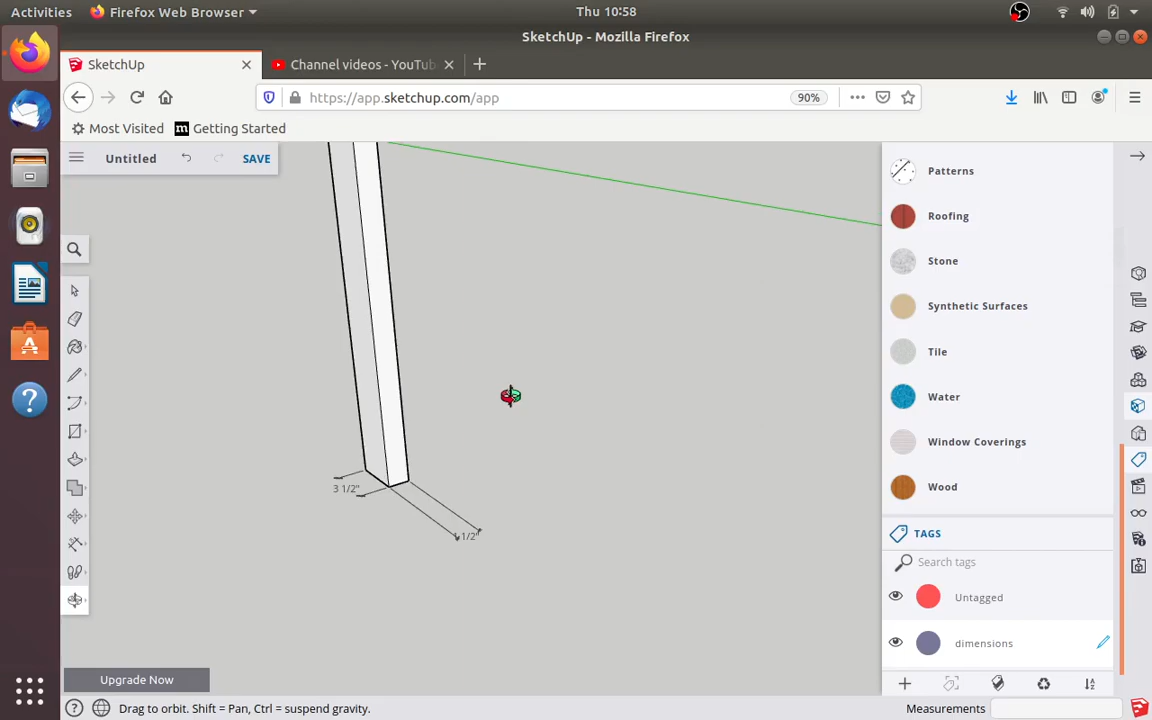 Activities
Firefox Web Browser
Thu 10:58
SketchUp - Mozilla Firefox
SketchUp
Channel videos - YouTub
https://app.sketchup.com/app
90%
Most Visited
Getting Started
Untitled
SAVE
Patterns
Roofing
Stone
Synthetic Surfaces
Tile
Water
Window Coverings
Wood
3 1/2"
1 1/2"
TAGS
Search tags
Untagged
dimensions
Upgrade Now
Drag to orbit. Shift = Pan, Ctrl = suspend gravity.
Measurements